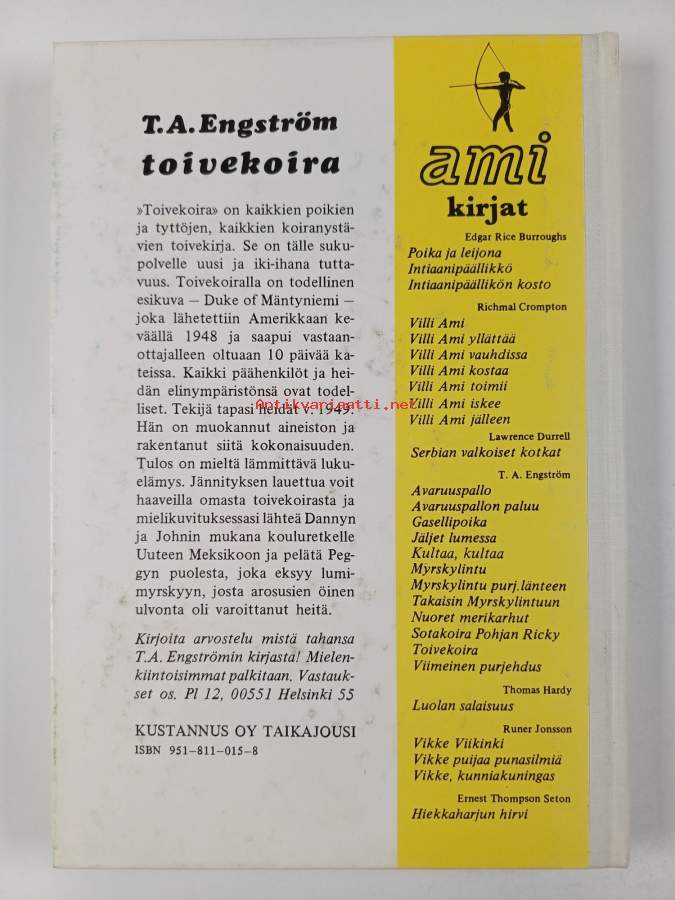 T.A. Engström
toivekoira
»Toivekoira» on kaikkien poikien
ja tyttöjen, kaikkien koiranystä-
vien toivekirja. Se on tälle suku-
polvelle uusi ja iki-ihana tutta-
vuus. Toivekoiralla on todellinen
esikuva — Duke of Mäntyniemi —
joka lähetettiin Amerikkaan ke-
väällä 1948 ja saapui vastaan-
ottajalleen oltuaan 10 päivää ka-
teissa. Kaikki päähenkilöt ja hei-
dän elinympäristönsä ovat todel-
liset. Tekijä tapasi heidät v. 1949.
Hän on muokannut aineiston ja
rakentanut siitä kokonaisuuden.
Tulos on mieltä lämmittävä luku-
elämys. Jännityksen lauettua voit
haaveilla omasta toivekoirasta ja
mielikuvituksessasi lähteä Dannyn
ja Johnin mukana kouluretkelle
Uuteen Meksikoon ja pelätä Peg-
gyn puolesta, joka eksyy lumi-
myrskyyn, josta arosusien öinen
ulvonta oli varoittanut heitä.
Kirjoita arvostelu mistä tahansa
T.A. Engströmin kirjasta! Mielen-
kiintoisimmat palkitaan. Vastauk-
set os. Pl 12, 00551 Helsinki 55
KUSTANNUS OY TAIKAJOUSI
ISBN 951—811—015—8
ami
kirjat
Edgar Rice Burroughs
Poika ja leijona
Intiaanipäällikkö
Intiaanipäällikön kosto
Richmal Crompton
Villi Ami
Villi Ami yllättää
Villi Ami vauhdissa
Villi Ami kostaa
Villi Ami toimii
Villi Ami iskee
Villi Ami jälleen
Lawrence Durrell
Serbian valkoiset kotkat
T. A. Engström
Avaruuspallo
Avaruuspallon paluu
Gasellipoika
Jäljet lumessa
Kultaa, kultaa
Myrskylintu
Myrskylintu purj.länteen
Takaisin Myrskylintuun
Nuoret merikarhut
Sotakoira Pohjan Ricky
Toivekoira
Viimeinen purjehdus
Thomas Hardy
Luolan salaisuus
Runer Jonsson
Vikke Viikinki
Vikke puijaa punasilmiä
Vikke, kunniakuningas
Ernest Thompson Seton
Hiekkaharjun hirvi
Antikvariaatti.net